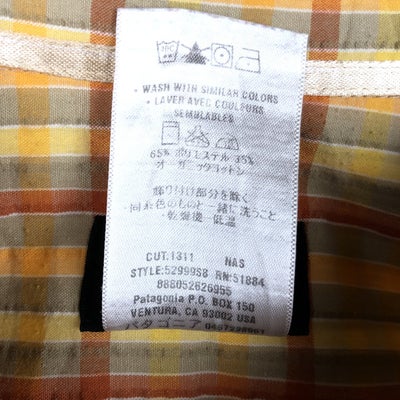 • WASH WITH SIMILAR COLORS
• LAVER AVEC COULEURS
SEMBLABLES
65% ポリエステル 35%
オーガニックコットン
飾り付け部分を除く
・同系色のものと一緒に洗うこと
・乾燥機 低温
CUT.1311 NAS
STYLE:52999S8 RN:51884
888052626955
Patagonia P.O. BOX 150
VENTURA, CA 93002 USA
パタゴニア